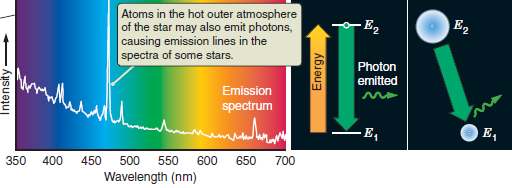 Atoms in the hot outer atmosphere
of the star may also emit photons,
causing emission lines in the
spectra of some stars.
Intensity
Emission
spectrum
350 400 450 500 550 600 650 700
Wavelength (nm)
Energy
E2
Photon
emitted
E1
E2
E1